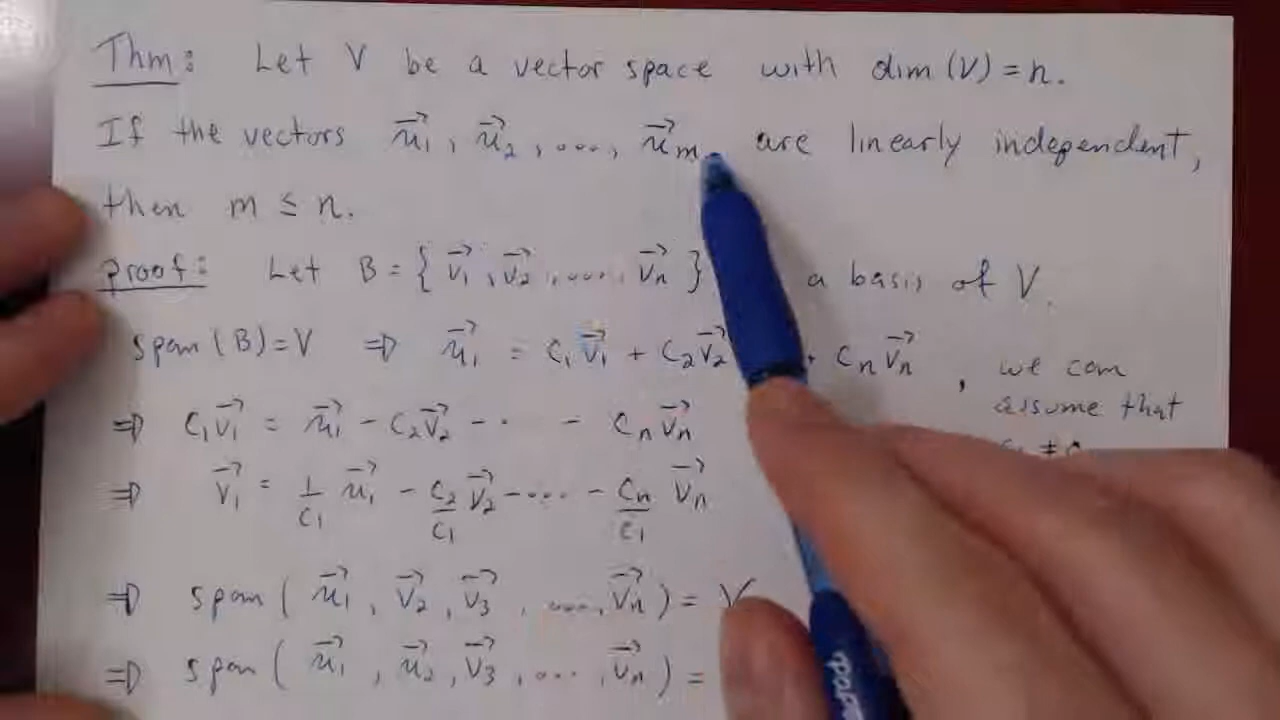 Thm: Let V be a vector space with dim (V) = n.
If the vectors u⃗₁, u⃗₂, ...., u⃗ₘ are linearly independent,
then m ≤ n.
proof: Let B = { v⃗₁, v⃗₂, ...., v⃗ₙ } a basis of V.
span (B) = V ⇒ u⃗₁ = c₁v⃗₁ + c₂v⃗₂ + cₙv⃗ₙ , we can
assume that
⇒ c₁v⃗₁ = u⃗₁ - c₂v⃗₂ - ... - cₙv⃗ₙ
⇒ v⃗₁ = 1/c₁ u⃗₁ - c₂/c₁ v⃗₂ - .... - cₙ/c₁ v⃗ₙ
⇒ span ( u⃗₁, v⃗₂, v⃗₃, ...., v⃗ₙ ) = V
⇒ span ( u⃗₁, u⃗₂, v⃗₃, ...., v⃗ₙ ) =